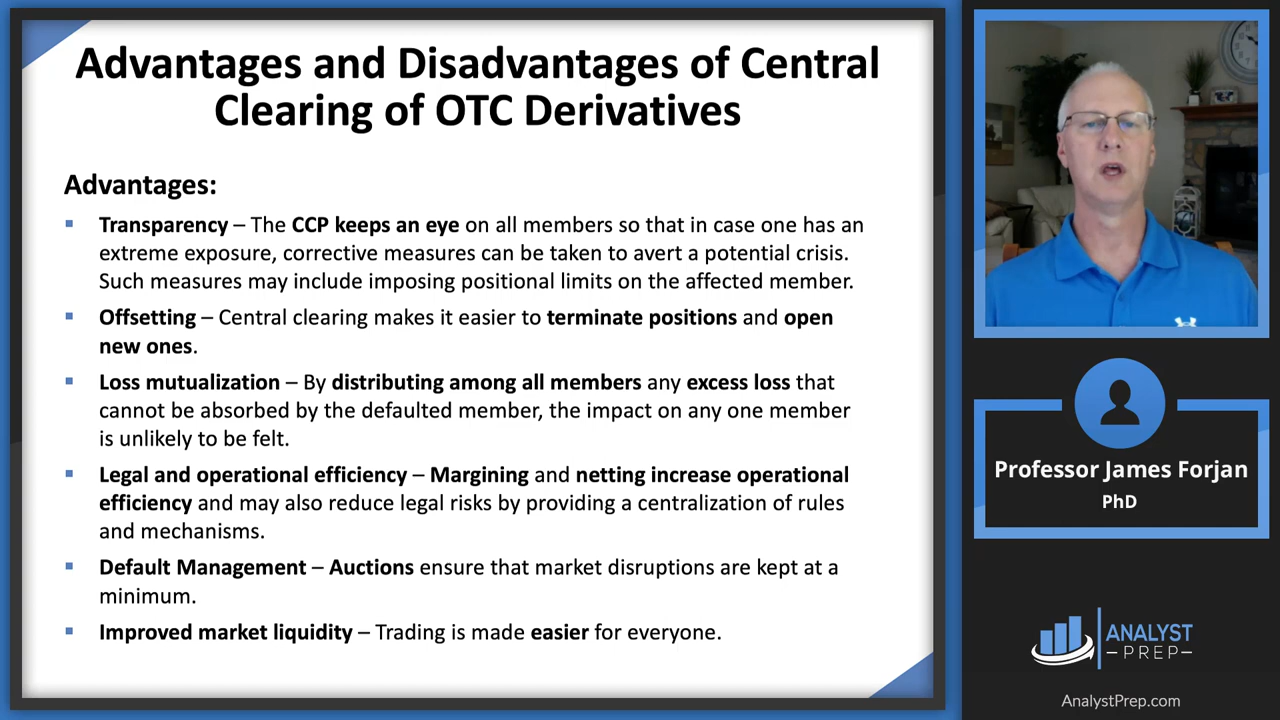 Advantages and Disadvantages of Central
Clearing of OTC Derivatives
Advantages:
▪ Transparency – The CCP keeps an eye on all members so that in case one has an
extreme exposure, corrective measures can be taken to avert a potential crisis.
Such measures may include imposing positional limits on the affected member.
▪ Offsetting – Central clearing makes it easier to terminate positions and open
new ones.
▪ Loss mutualization – By distributing among all members any excess loss that
cannot be absorbed by the defaulted member, the impact on any one member
is unlikely to be felt.
▪ Legal and operational efficiency – Margining and netting increase operational
efficiency and may also reduce legal risks by providing a centralization of rules
and mechanisms.
▪ Default Management – Auctions ensure that market disruptions are kept at a
minimum.
▪ Improved market liquidity – Trading is made easier for everyone.
Professor James Forjan
PhD
ANALYST
–PREP–
AnalystPrep.com